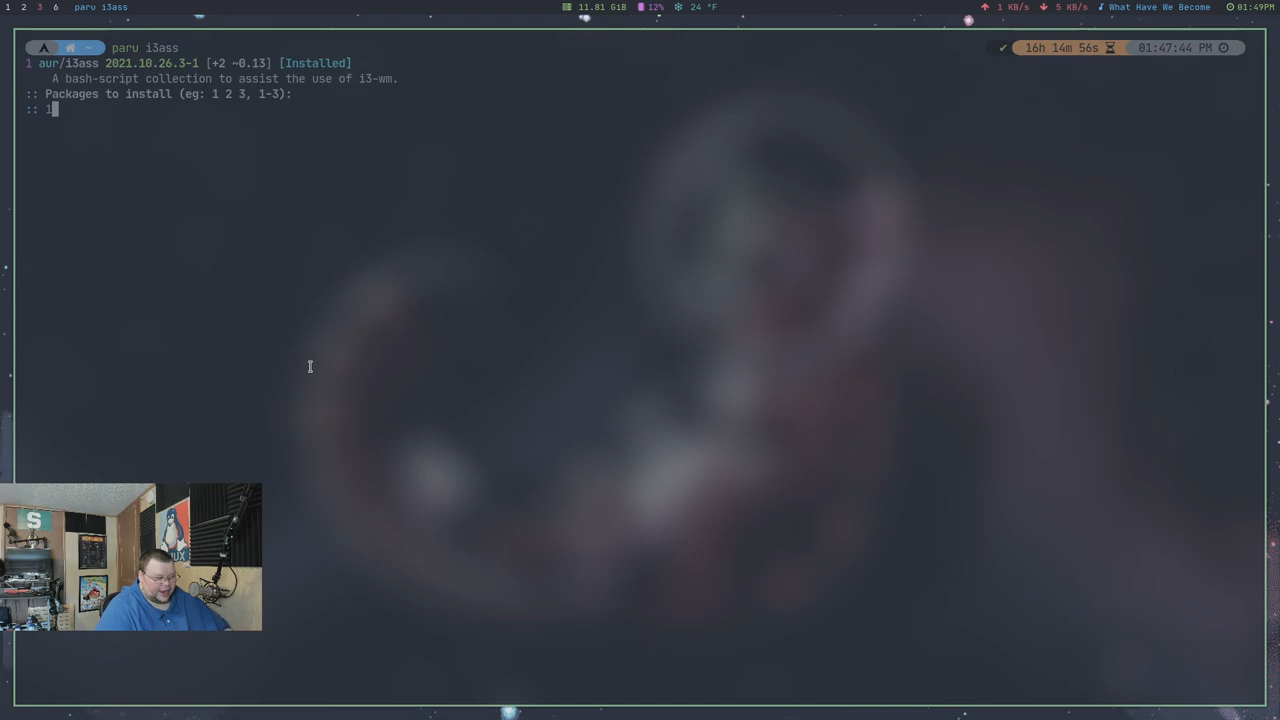 1 2 3 6 paru i3ass 11.81 GiB 12% 24 °F 1 KB/s 5 KB/s What Have We Become 01:49PM
~ paru i3ass ✔ 16h 14m 56s 01:47:44 PM
1 aur/i3ass 2021.10.26.3-1 [+2 ~0.13] [Installed]
A bash-script collection to assist the use of i3-wm.
:: Packages to install (eg: 1 2 3, 1-3):
:: 1
S
UX